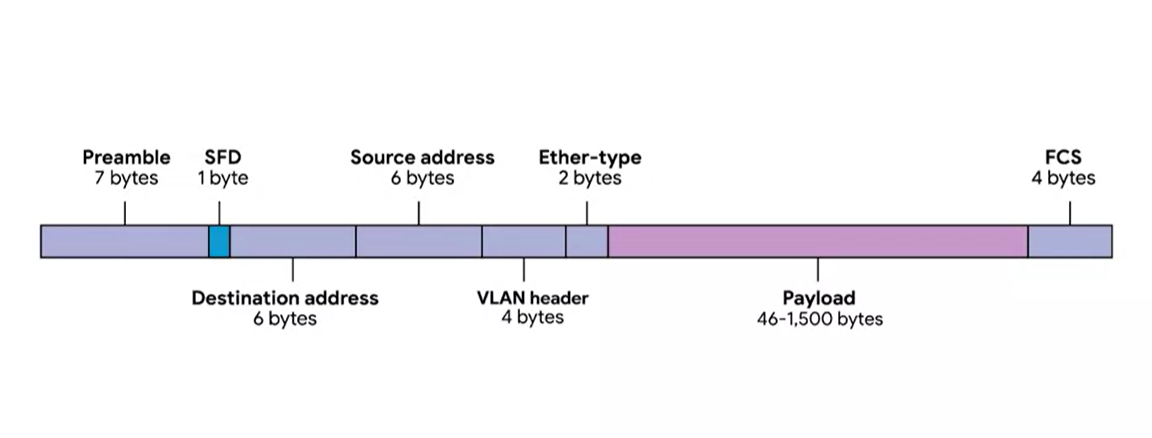 Preamble
7 bytes
SFD
1 byte
Source address
6 bytes
Ether-type
2 bytes
FCS
4 bytes
Destination address
6 bytes
VLAN header
4 bytes
Payload
46-1,500 bytes